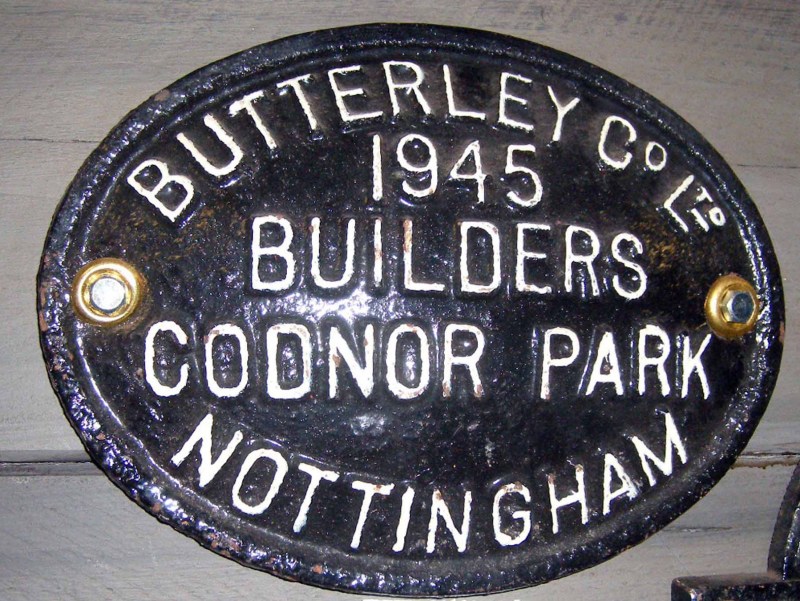 BUTTERLEY CO LTD
1945
BUILDERS
CODNOR PARK
NOTTINGHAM